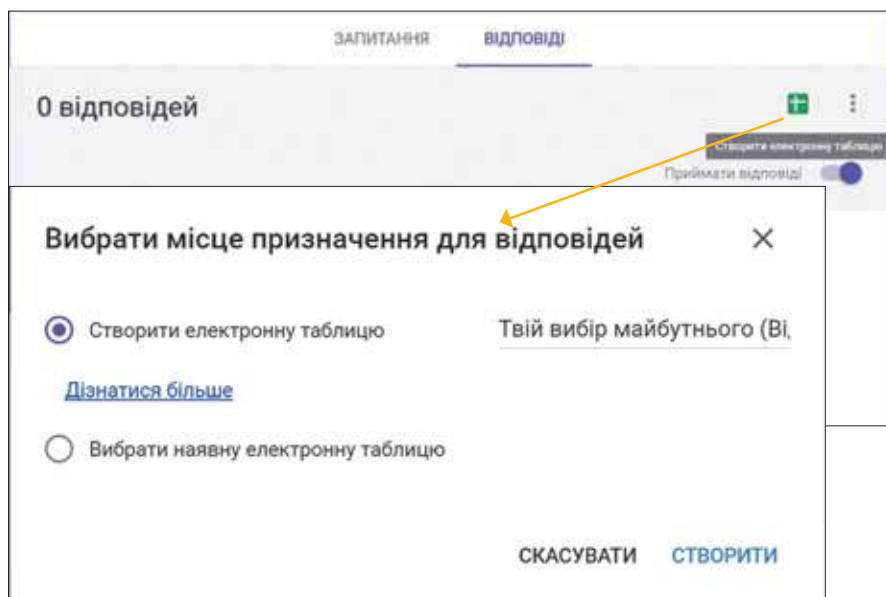 ЗАПИТАННЯ ВІДПОВІДІ
0 відповідей
Створити електронну таблицю
Приймати відповіді
Вибрати місце призначення для відповідей
Створити електронну таблицю Твій вибір майбутнього (Ві,
Дізнатися більше
Вибрати наявну електронну таблицю
СКАСУВАТИ СТВОРИТИ